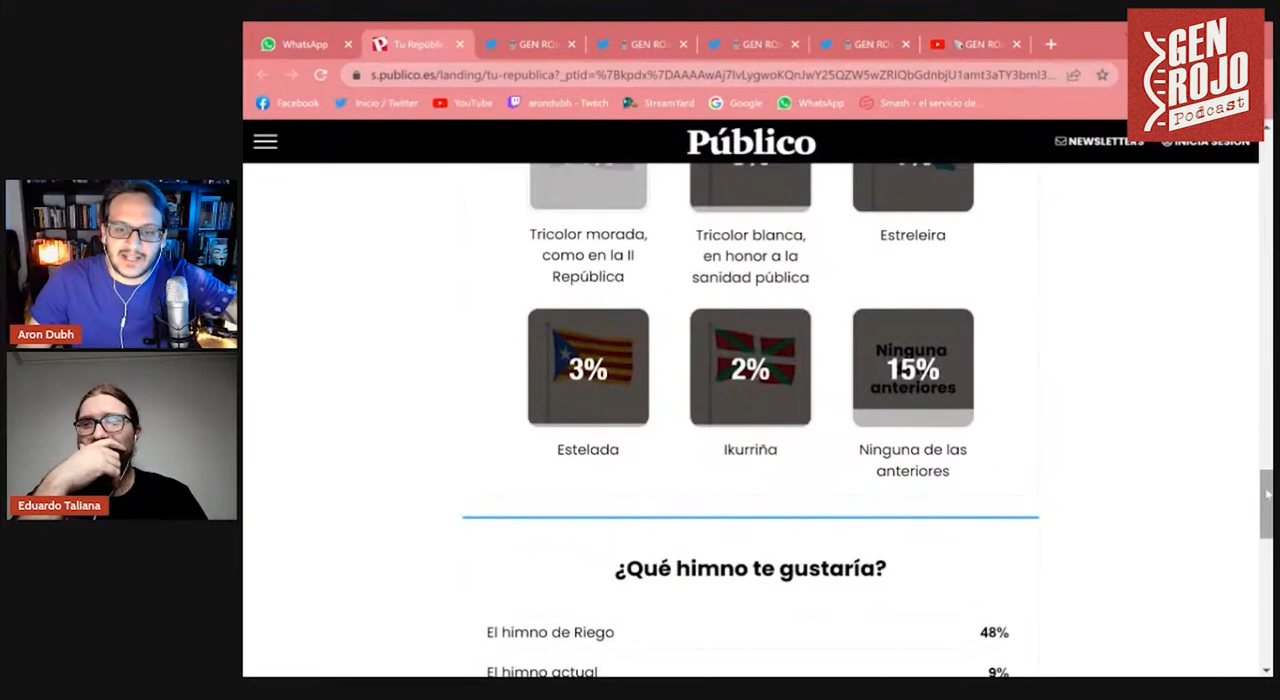 WhatsApp
Tu Repúblic
GEN RO
GEN RO
GEN RO
GEN RO
GEN RO
s.publico.es/landing/tu-republica?_ptid=
Facebook
Inicio / Twitter
YouTube
arondubh - Twitch
StreamYard
Google
WhatsApp
Smash - el servicio de...
GEN
ROJO
Podcast
Público
NEWSLETTERS
INICIA SESIÓN
Tricolor morada,
como en la II
República
Tricolor blanca,
en honor a la
sanidad pública
Estreleira
3%
2%
Ninguna
15%
anteriores
Estelada
Ikurriña
Ninguna de las
anteriores
¿Qué himno te gustaría?
El himno de Riego
48%
El himno actual
9%
Aron Dubh
Eduardo Taliana